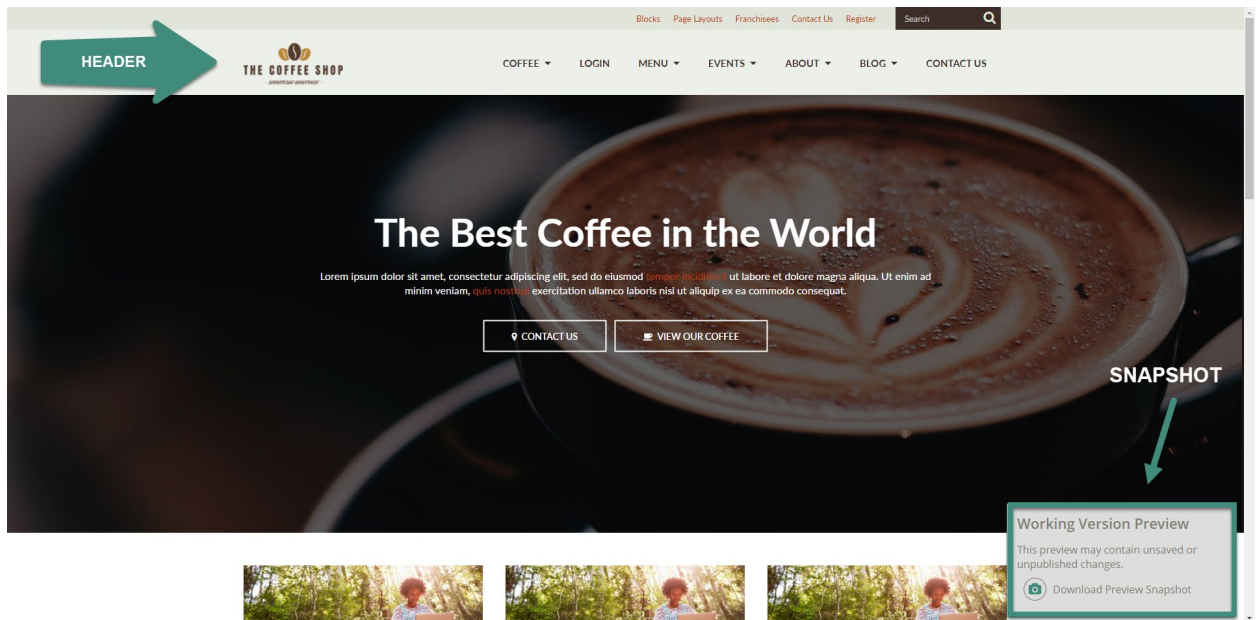 Blocks Page Layouts Franchisees Contact Us Register Search
HEADER
THE COFFEE SHOP
COFFEE LOGIN MENU EVENTS ABOUT BLOG CONTACT US
The Best Coffee in the World
Lorem ipsum dolor sit amet, consectetur adipiscing elit, sed do eiusmod tempor incididunt ut labore et dolore magna aliqua. Ut enim ad
minim veniam, quis nostrud exercitation ullamco laboris nisi ut aliquip ex ea commodo consequat.
CONTACT US VIEW OUR COFFEE
SNAPSHOT
Working Version Preview
This preview may contain unsaved or
unpublished changes.
Download Preview Snapshot